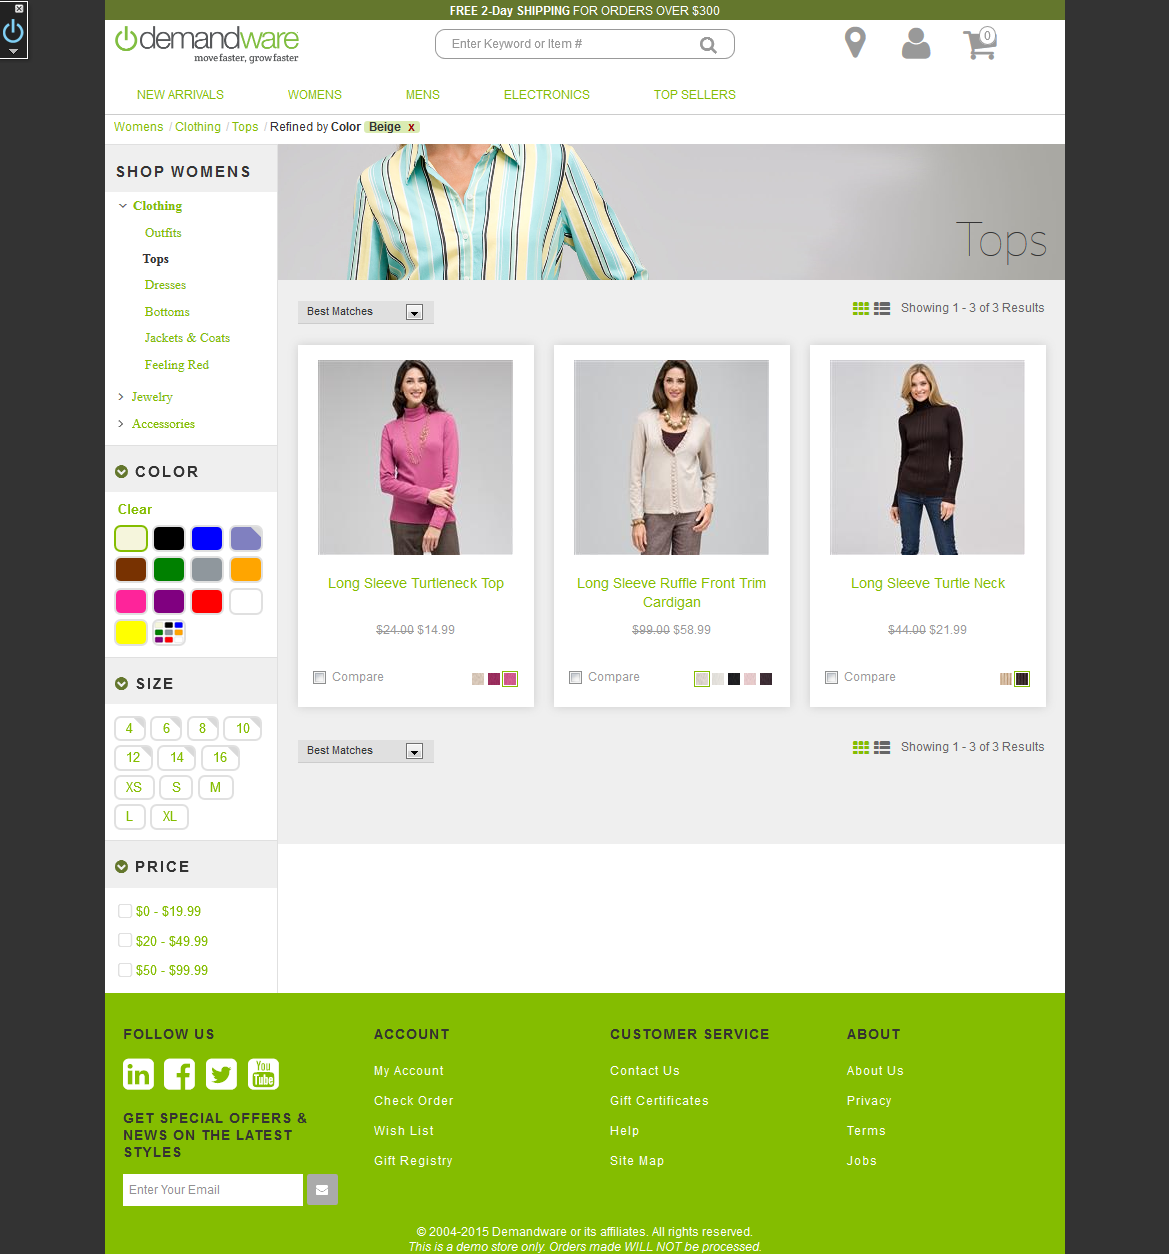 FREE 2-Day SHIPPING FOR ORDERS OVER $300
demandware
move faster, grow faster
Enter Keyword or Item #
0
NEW ARRIVALS WOMENS MENS ELECTRONICS TOP SELLERS
Womens / Clothing / Tops / Refined by Color Beige x
SHOP WOMENS
Clothing
Outfits
Tops
Dresses
Bottoms
Jackets & Coats
Feeling Red
Jewelry
Accessories
COLOR
Clear
SIZE
4 6 8 10
12 14 16
XS S M
L XL
PRICE
$0 - $19.99
$20 - $49.99
$50 - $99.99
Tops
Best Matches
Showing 1 - 3 of 3 Results
Long Sleeve Turtleneck Top
$24.00 $14.99
Compare
Long Sleeve Ruffle Front Trim
Cardigan
$99.00 $58.99
Compare
Long Sleeve Turtle Neck
$44.00 $21.99
Compare
Best Matches
Showing 1 - 3 of 3 Results
FOLLOW US
in
You
Tube
GET SPECIAL OFFERS &
NEWS ON THE LATEST
STYLES
Enter Your Email
ACCOUNT
My Account
Check Order
Wish List
Gift Registry
CUSTOMER SERVICE
Contact Us
Gift Certificates
Help
Site Map
ABOUT
About Us
Privacy
Terms
Jobs
© 2004-2015 Demandware or its affiliates. All rights reserved.
This is a demo store only. Orders made WILL NOT be processed.